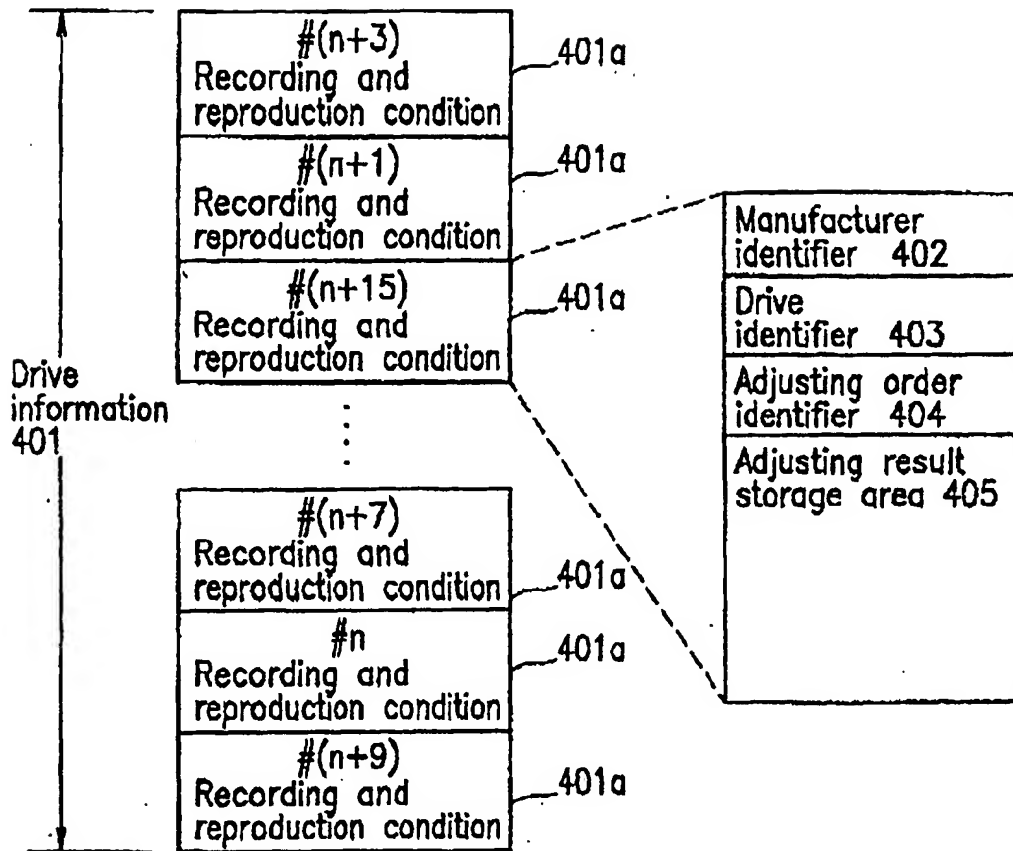 #(n+3)
Recording and
reproduction condition
401a
#(n+1)
Recording and
reproduction condition
401a
#(n+15)
Recording and
reproduction condition
401a
Drive
information
401
#(n+7)
Recording and
reproduction condition
401a
#n
Recording and
reproduction condition
401a
#(n+9)
Recording and
reproduction condition
401a
Manufacturer
identifier 402
Drive
identifier 403
Adjusting order
identifier 404
Adjusting result
storage area 405